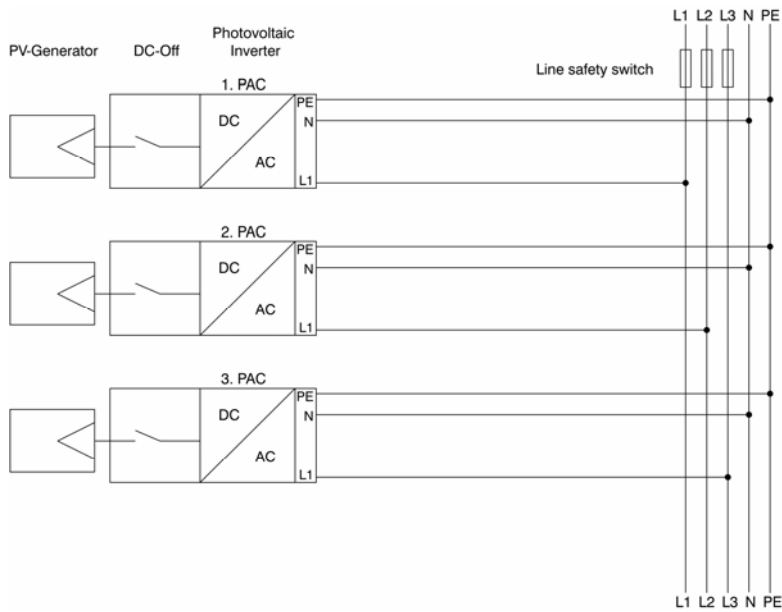 L1 L2 L3 N PE
PV-Generator DC-Off Photovoltaic
Inverter
Line safety switch
1. PAC
PE
DC
N
AC
L1
2. PAC
PE
DC
N
AC
L1
3. PAC
PE
DC
N
AC
L1
L1 L2 L3 N PE